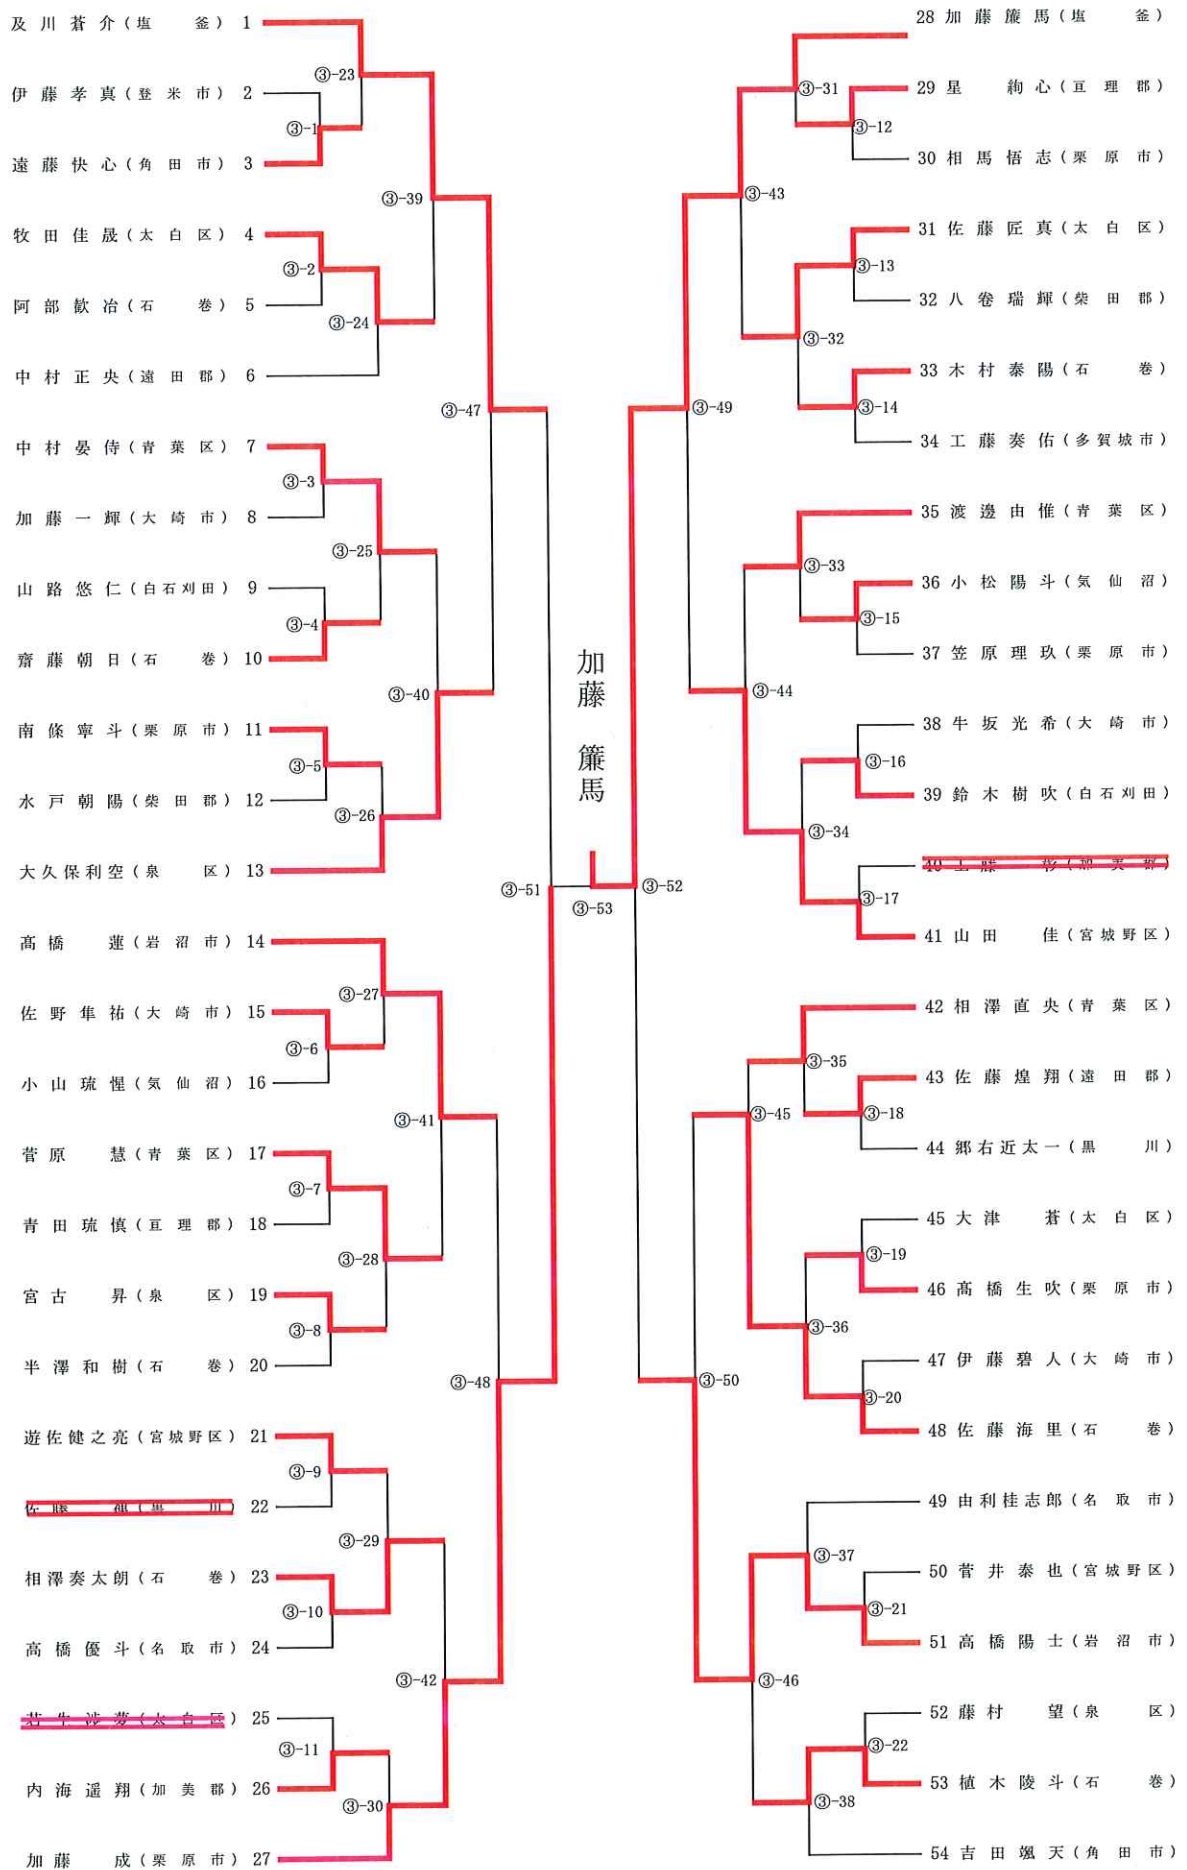 及川蒼介(塩釜) 1
③-23
伊藤孝真(登米市) 2
③-1
遠藤快心(角田市) 3
③-39
牧田佳晟(太白区) 4
③-2
阿部歓冶(石巻) 5
③-24
中村正央(遠田郡) 6
③-47
中村晏侍(青葉区) 7
③-3
加藤一輝(大崎市) 8
③-25
山路悠仁(白石刈田) 9
③-4
齋藤朝日(石巻) 10
③-40
南條寧斗(栗原市) 11
③-5
水戸朝陽(柴田郡) 12
③-26
大久保利空(泉区) 13
③-51
髙橋蓮(岩沼市) 14
③-27
佐野隼祐(大崎市) 15
③-6
小山琉惺(気仙沼) 16
③-41
菅原慧(青葉区) 17
③-7
青田琉慎(亘理郡) 18
③-28
宮古昇(泉区) 19
③-8
半澤和樹(石巻) 20
③-48
遊佐健之亮(宮城野区) 21
③-9
22
③-29
相澤奏太朗(石巻) 23
③-10
高橋優斗(名取市) 24
③-42
25
③-11
内海遥翔(加美郡) 26
③-30
加藤成(栗原市) 27
加藤簾馬
③-53
28 加藤簾馬(塩釜)
③-31
29 星絢心(亘理郡)
③-12
30 相馬悟志(栗原市)
③-43
31 佐藤匠真(太白区)
③-13
32 八巻瑞輝(柴田郡)
③-32
33 木村泰陽(石巻)
③-14
34 工藤奏佑(多賀城市)
③-49
35 渡邊由惟(青葉区)
③-33
36 小松陽斗(気仙沼)
③-15
37 笠原理玖(栗原市)
③-44
38 牛坂光希(大崎市)
③-16
39 鈴木樹吹(白石刈田)
③-34
40
③-17
41 山田佳(宮城野区)
③-52
42 相澤直央(青葉区)
③-35
43 佐藤煌翔(遠田郡)
③-18
44 郷右近太一(黒川)
③-45
45 大津蒼(太白区)
③-19
46 髙橋生吹(栗原市)
③-36
47 伊藤碧人(大崎市)
③-20
48 佐藤海里(石巻)
③-50
49 由利桂志郎(名取市)
③-37
50 菅井泰也(宮城野区)
③-21
51 高橋陽士(岩沼市)
③-46
52 藤村望(泉区)
③-22
53 植木陵斗(石巻)
③-38
54 吉田颯天(角田市)